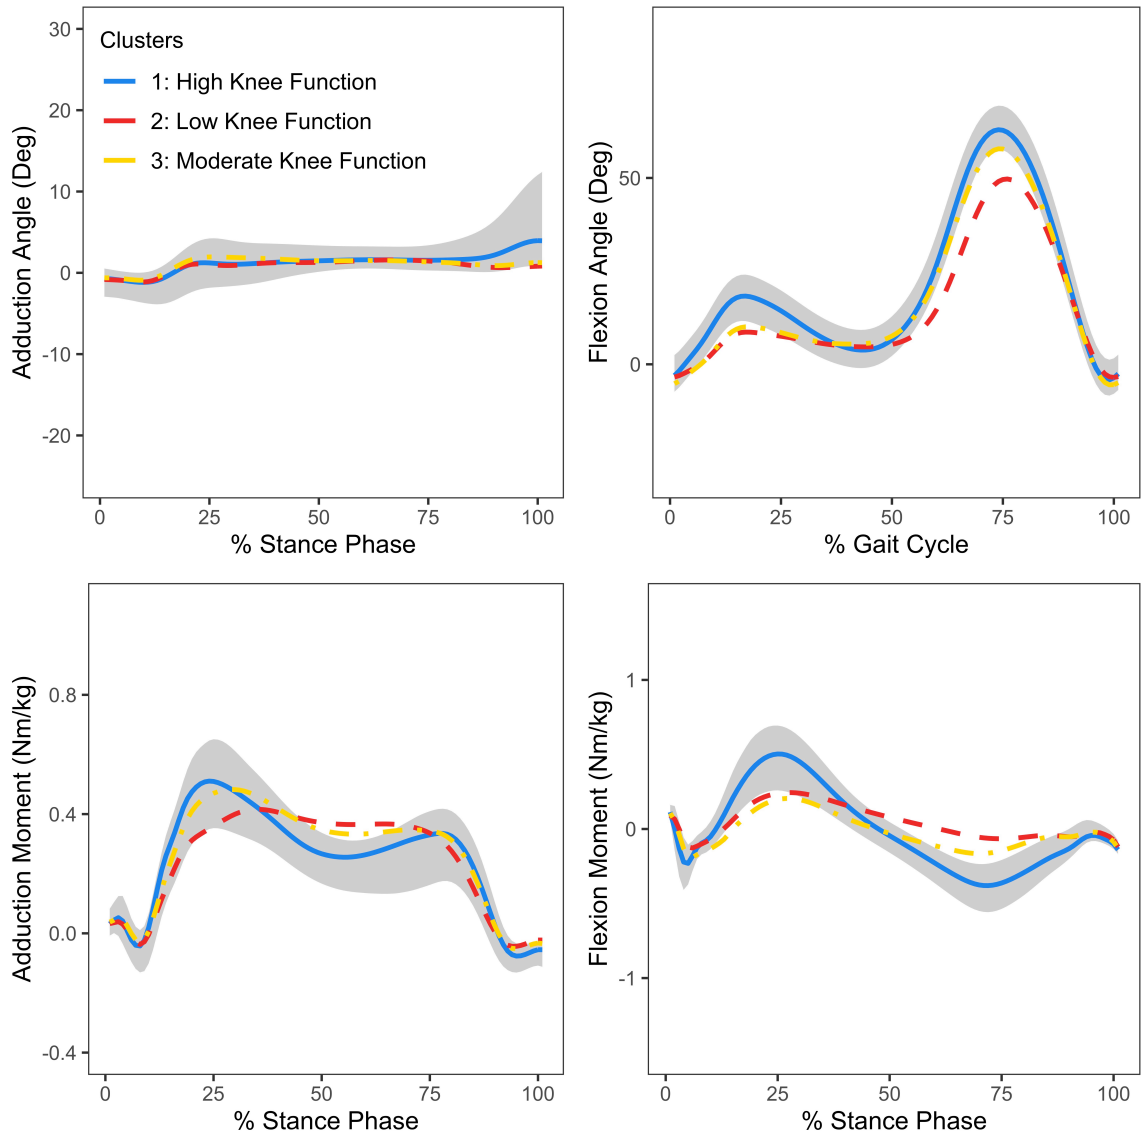 Clusters
1: High Knee Function
2: Low Knee Function
3: Moderate Knee Function
Adduction Angle (Deg)
30
20
10
0
-10
-20
0 25 50 75 100
% Stance Phase
Flexion Angle (Deg)
50
0
0 25 50 75 100
% Gait Cycle
Adduction Moment (Nm/kg)
0.8
0.4
0.0
-0.4
0 25 50 75 100
% Stance Phase
Flexion Moment (Nm/kg)
1
0
-1
0 25 50 75 100
% Stance Phase